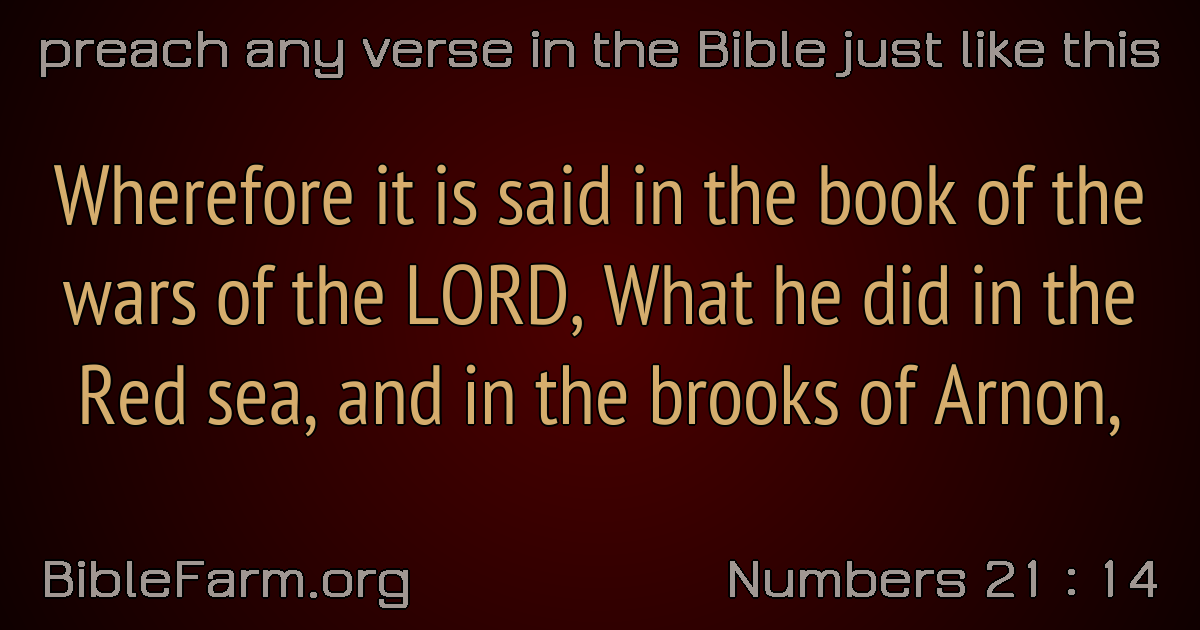 preach any verse in the Bible just like this
Wherefore it is said in the book of the
wars of the LORD, What he did in the
Red sea, and in the brooks of Arnon,
BibleFarm.org
Numbers 21 : 14